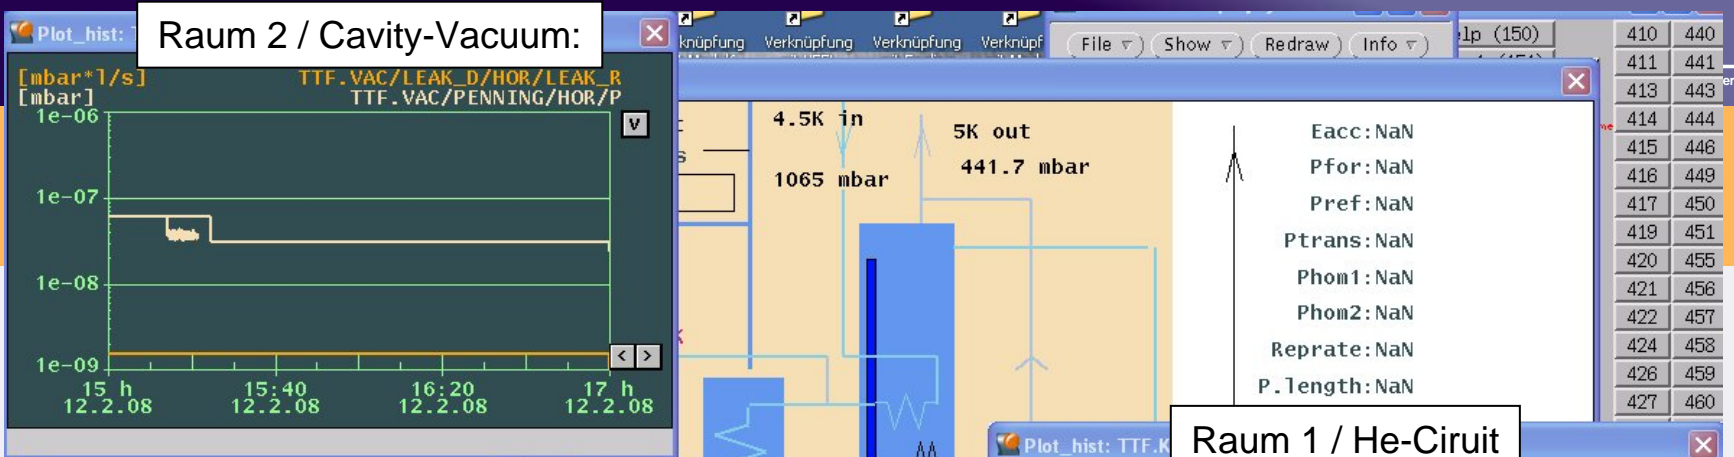 Plot_hist:
Raum 2 / Cavity-Vacuum:
[mbar*l/s] TTF.VAC/LEAK_D/HOR/LEAK_R
[mbar] TTF.VAC/PENNING/HOR/P
1e-06
V
1e-07
1e-08
1e-09
< >
15 h 15:40 16:20 17 h
12.2.08 12.2.08 12.2.08 12.2.08
knüpfung Verknüpfung Verknüpfung Verknüpf
File Show Redraw Info
lp (150)
4.5K in
1065 mbar
5K out
441.7 mbar
Eacc:NaN
Pfor:NaN
Pref:NaN
Ptrans:NaN
Phom1:NaN
Phom2:NaN
Reprate:NaN
P.length:NaN
Plot_hist: TTF.K
Raum 1 / He-Ciruit
410 440
411 441
413 443
414 444
415 446
416 449
417 450
419 451
420 455
421 456
422 457
424 458
426 459
427 460